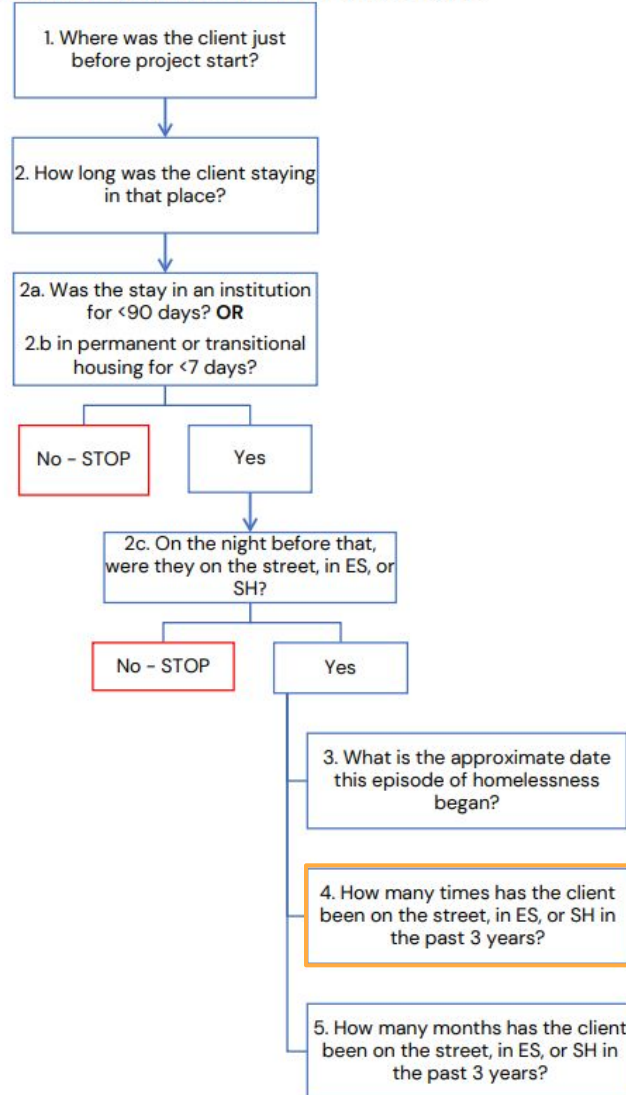 1. Where was the client just
before project start?
2. How long was the client staying
in that place?
2a. Was the stay in an institution
for <90 days? OR
2.b in permanent or transitional
housing for <7 days?
No - STOP
Yes
2c. On the night before that,
were they on the street, in ES, or
SH?
No - STOP
Yes
3. What is the approximate date
this episode of homelessness
began?
4. How many times has the client
been on the street, in ES, or SH in
the past 3 years?
5. How many months has the client
been on the street, in ES, or SH in
the past 3 years?